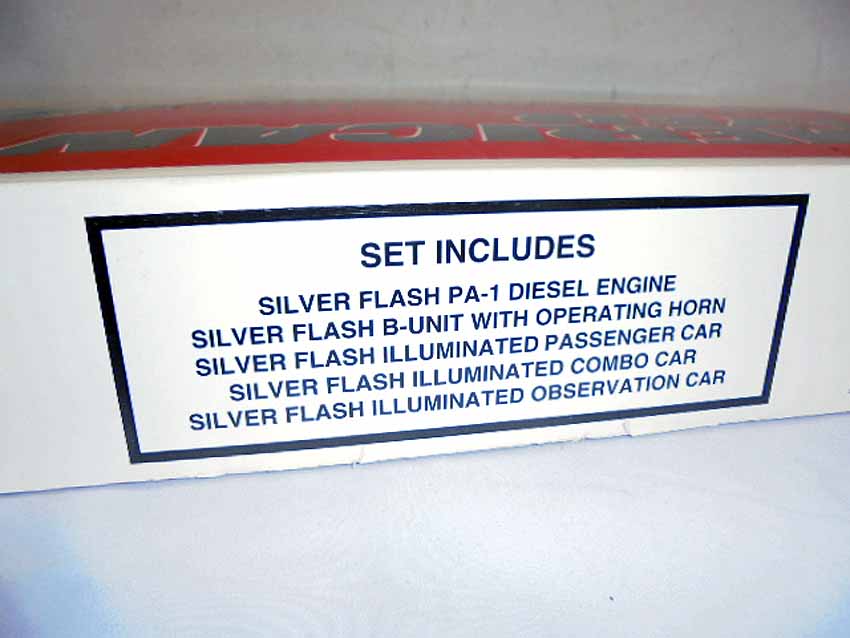 SET INCLUDES
SILVER FLASH PA-1 DIESEL ENGINE
SILVER FLASH B-UNIT WITH OPERATING HORN
SILVER FLASH ILLUMINATED PASSENGER CAR
SILVER FLASH ILLUMINATED COMBO CAR
SILVER FLASH ILLUMINATED OBSERVATION CAR